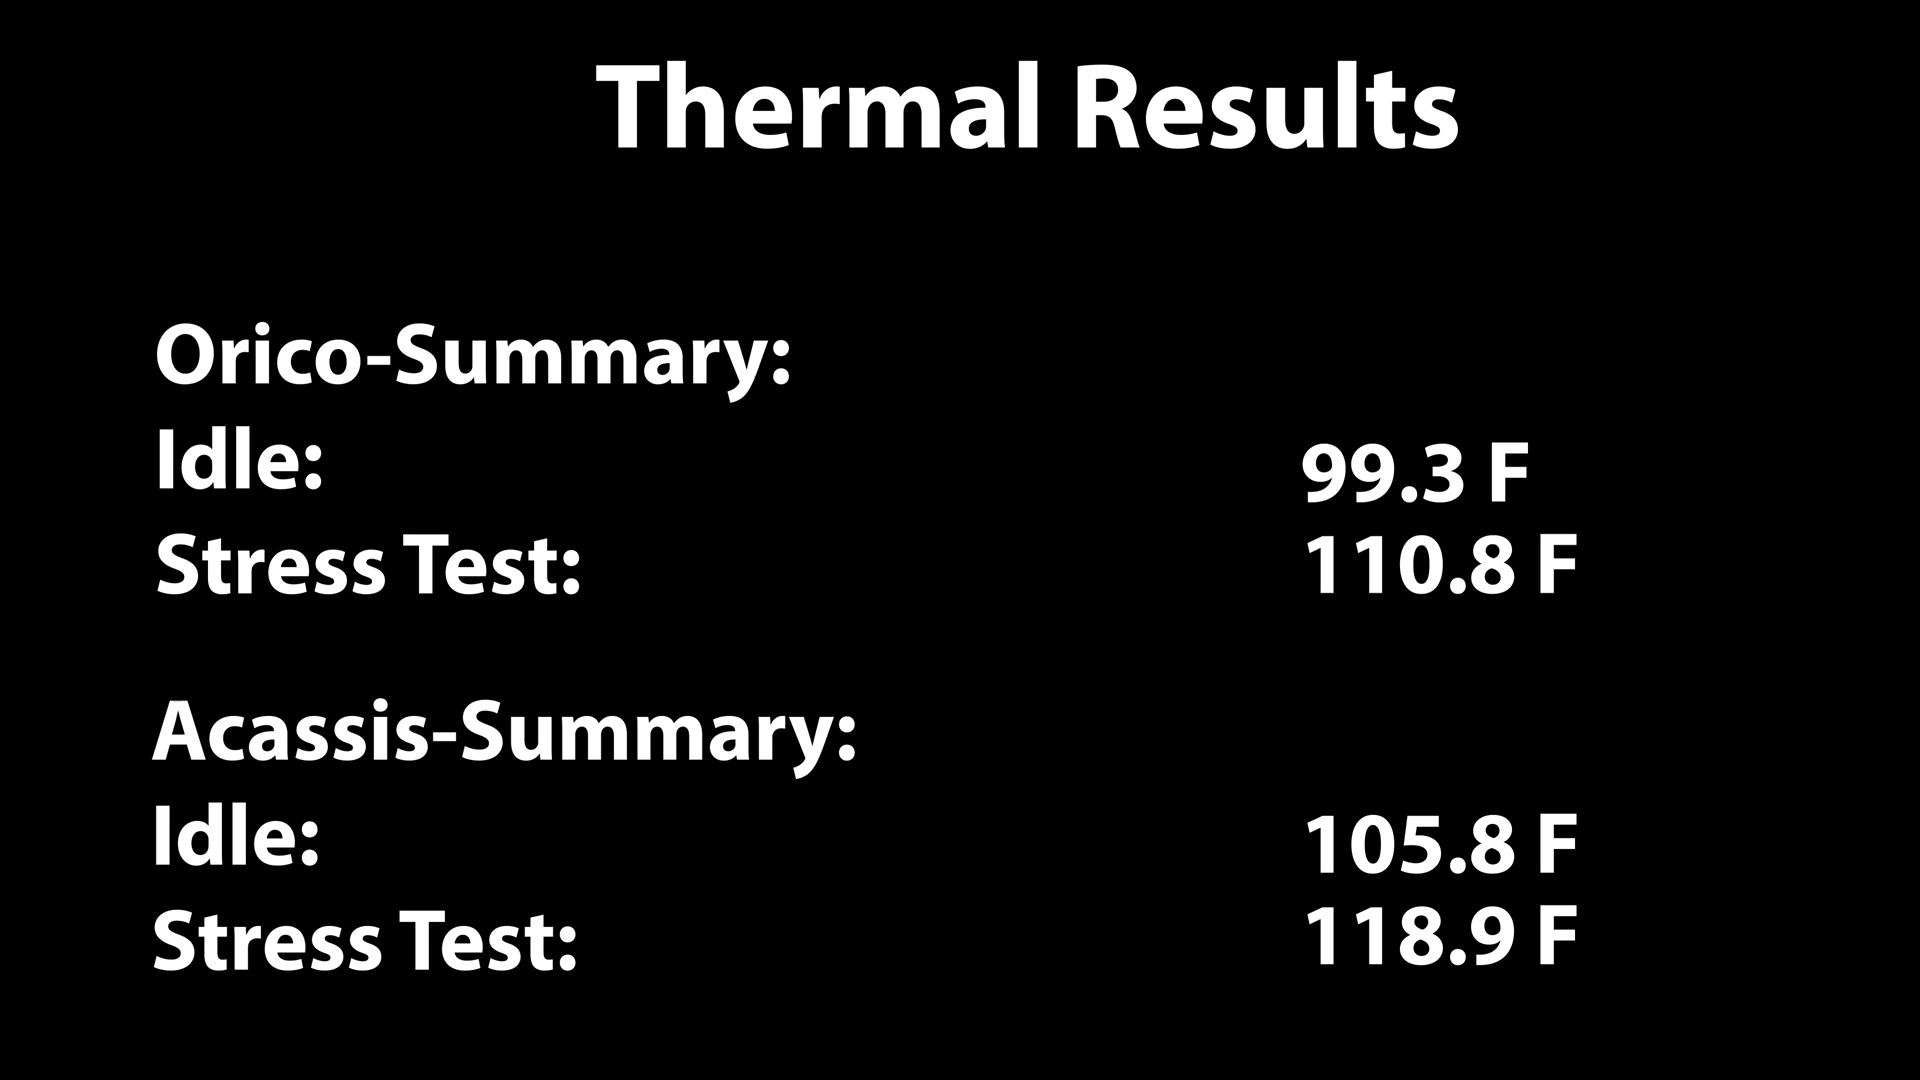 Thermal Results
Orico-Summary:
Idle: 99.3 F
Stress Test: 110.8 F
Acassis-Summary:
Idle: 105.8 F
Stress Test: 118.9 F